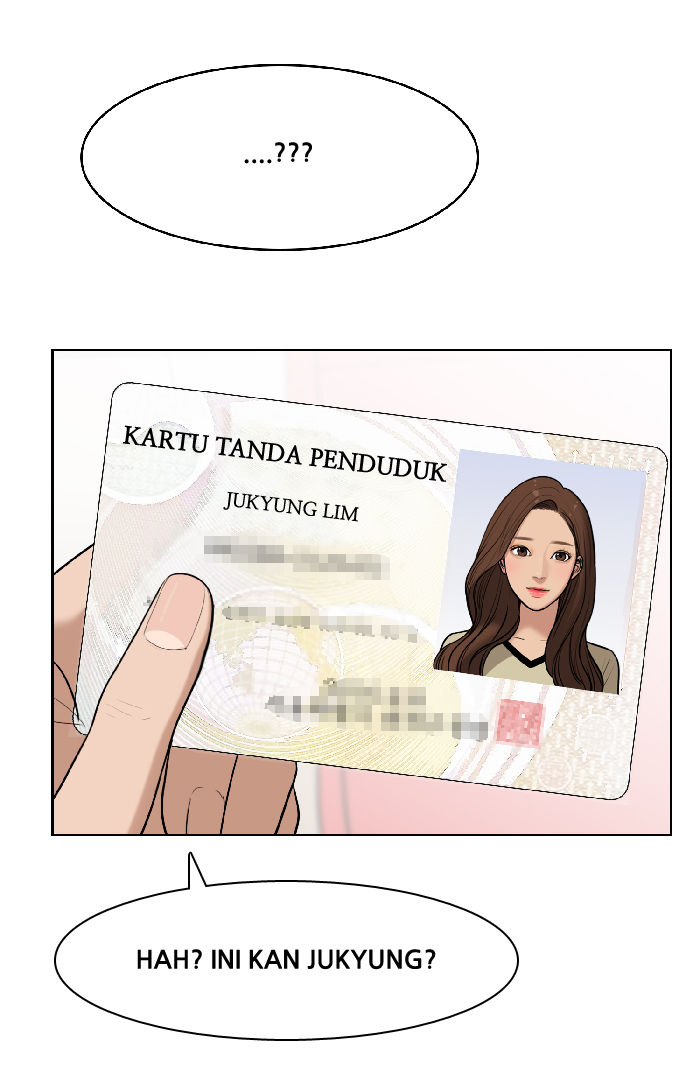 ....???
KARTU TANDA PENDUDUK
JUKYUNG LIM
HAH? INI KAN JUKYUNG?